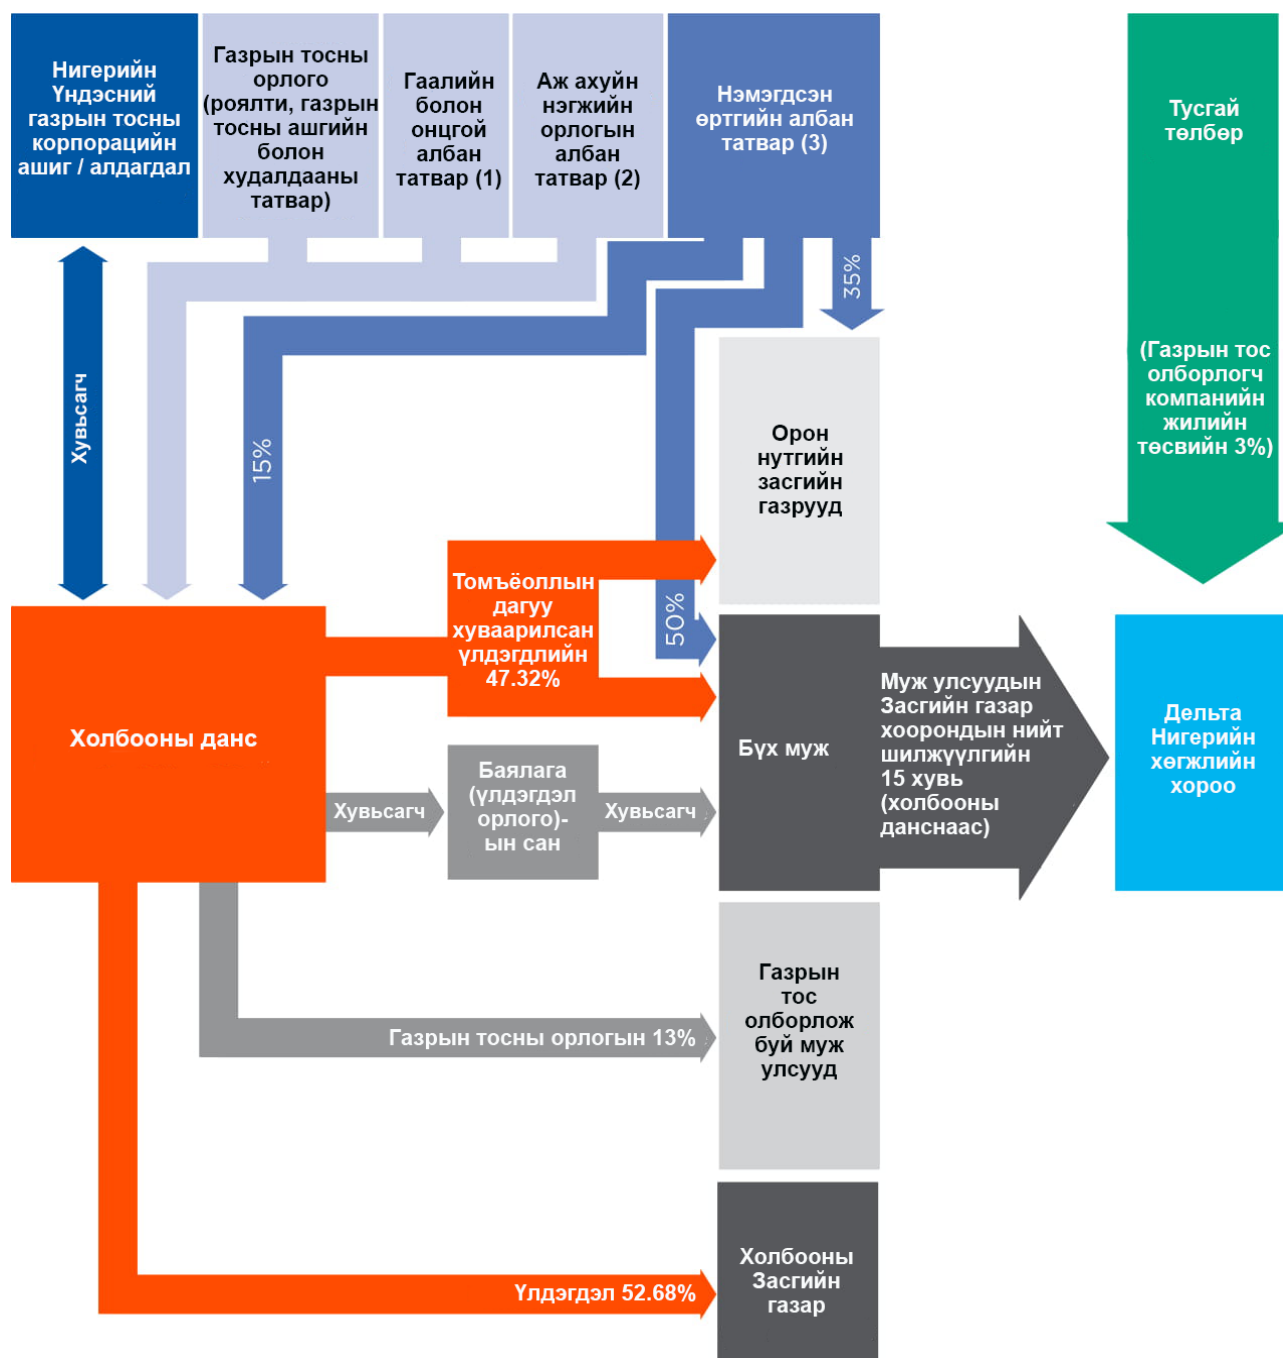 Нигерийн
Үндэсний
газрын тосны
корпорацийн
ашиг / алдагдал
Газрын тосны
орлого
(роялти, газрын
тосны ашгийн
болон
худалдааны
татвар)
Гаалийн
болон
онцгой
албан
татвар (1)
Аж ахуйн
нэгжийн
орлогын
албан
татвар (2)
Нэмэгдсэн
өртгийн албан
татвар (3)
Тусгай
төлбөр
Хувьсагч
15%
50%
35%
(Газрын тос
олборлогч
компанийн
жилийн
төсвийн 3%)
Орон
нутгийн
засгийн
газрууд
Томъёоллын
дагуу
хуваарилсан
үлдэгдлийн
47.32%
Холбооны данс
Хувьсагч
Баялага
(үлдэгдэл
орлого)-
ын сан
Хувьсагч
Бүх муж
Муж улсуудын
Засгийн газар
хоорондын нийт
шилжүүлгийн
15 хувь
(холбооны
данснаас)
Дельта
Нигерийн
хөгжлийн
хороо
Газрын тосны орлогын 13%
Газрын
тос
олборлож
буй муж
улсууд
Үлдэгдэл 52.68%
Холбооны
Засгийн
газар